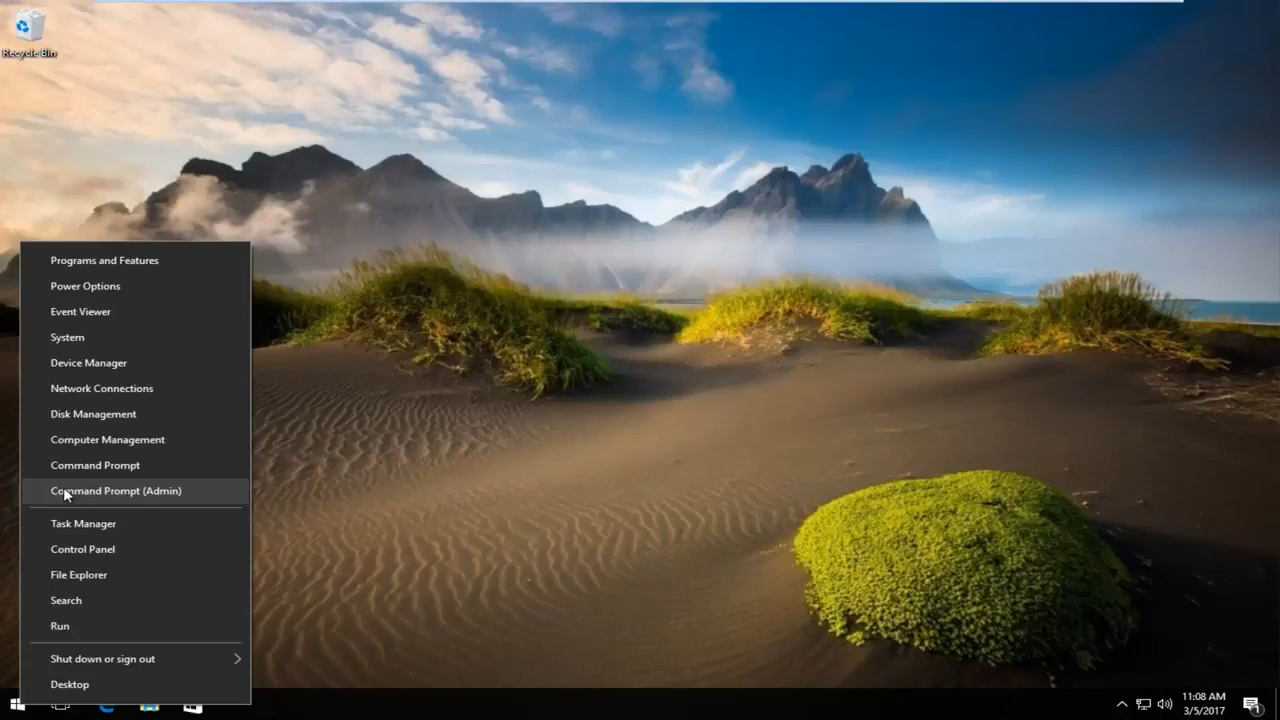 Recycle Bin
Programs and Features
Power Options
Event Viewer
System
Device Manager
Network Connections
Disk Management
Computer Management
Command Prompt
Command Prompt (Admin)
Task Manager
Control Panel
File Explorer
Search
Run
Shut down or sign out
Desktop
11:08 AM
3/5/2017
1